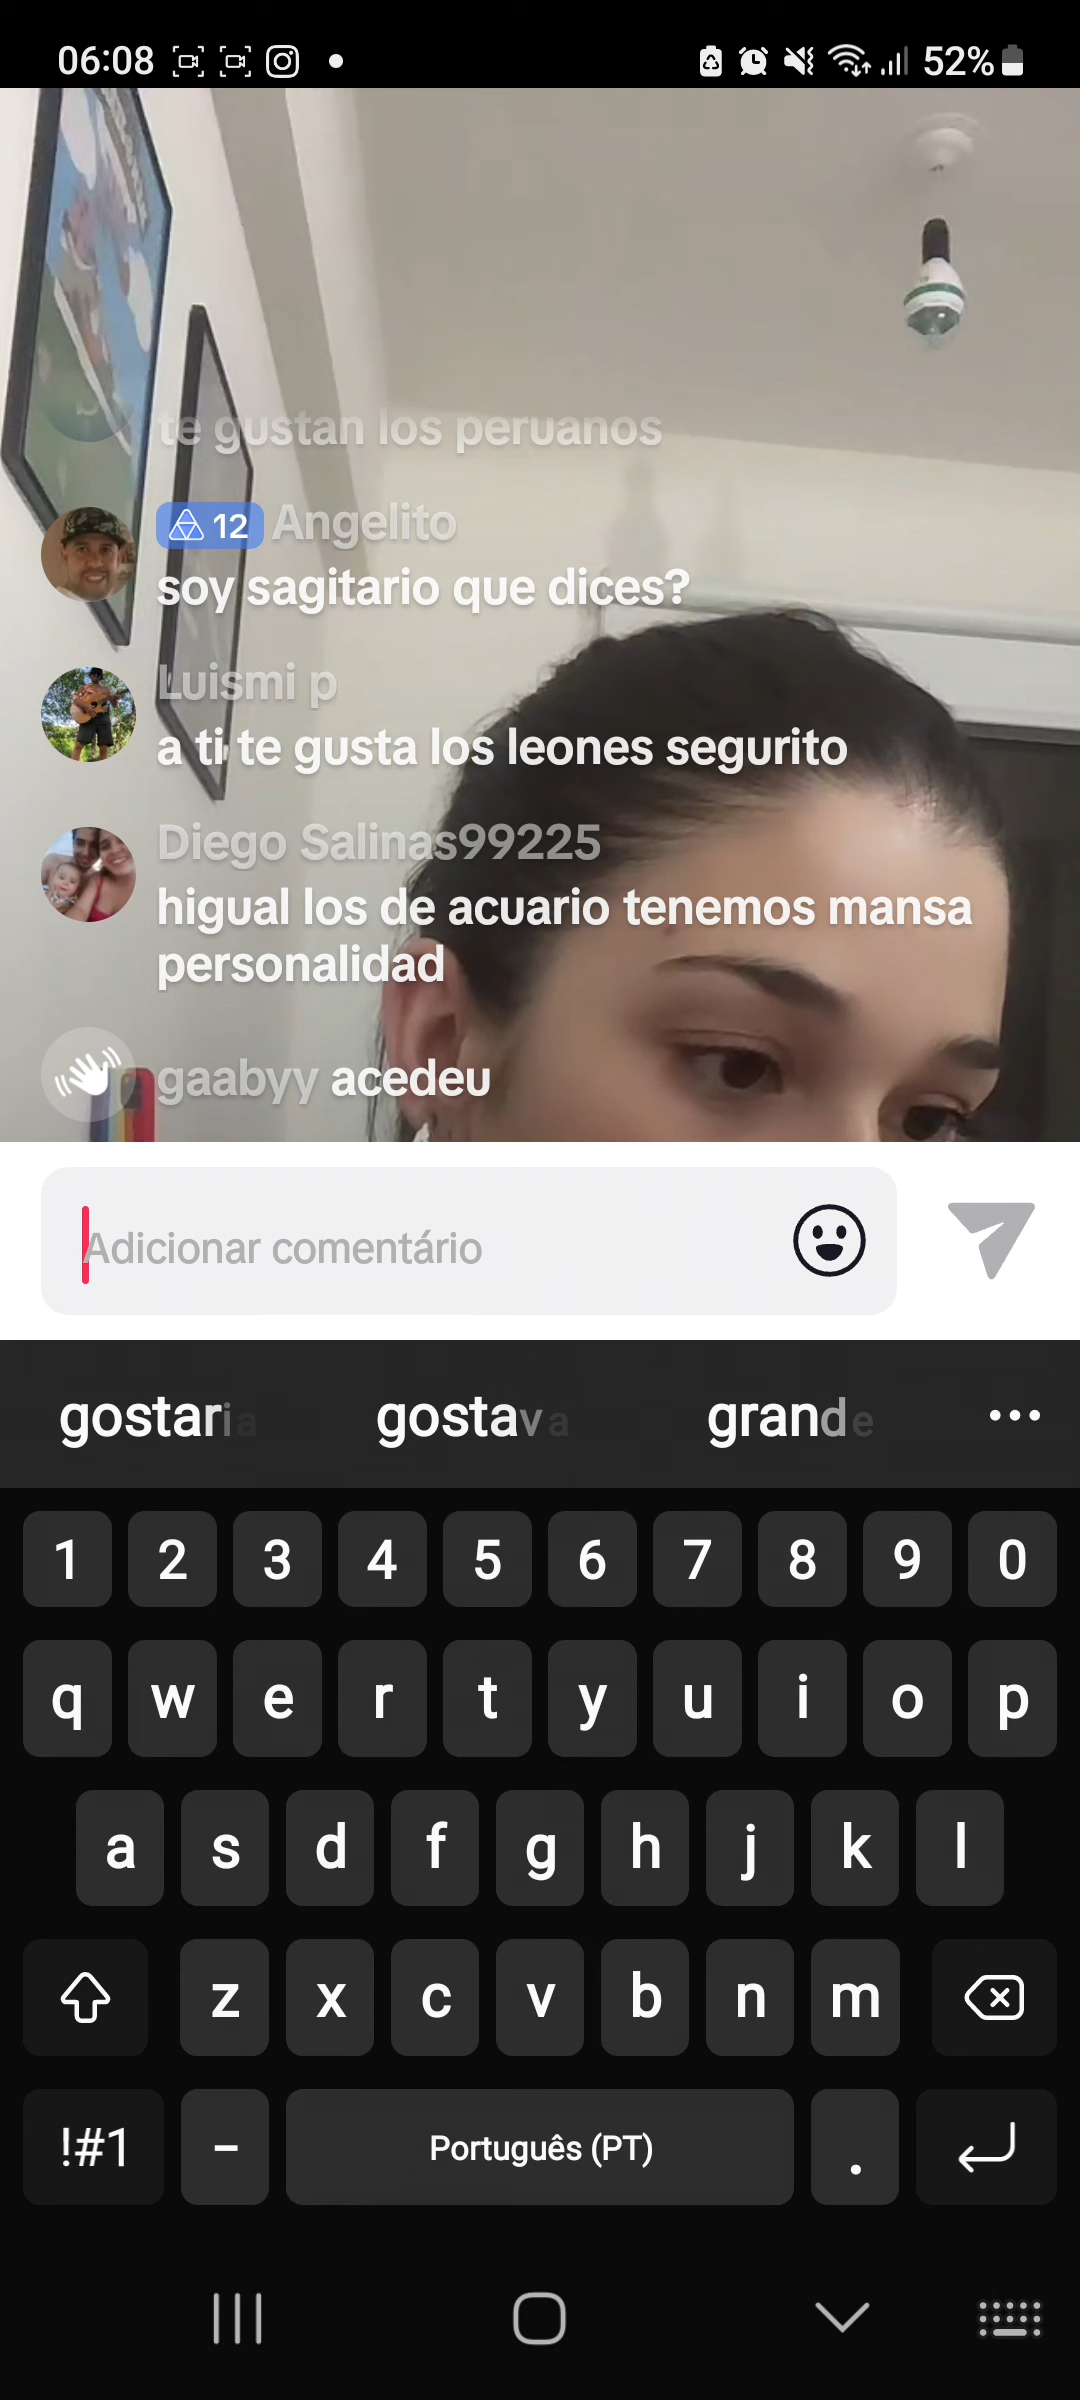 06:08 52%
te gustan los peruanos
12 Angelito
soy sagitario que dices?
Luismi p
a ti te gusta los leones segurito
Diego Salinas99225
higual los de acuario tenemos mansa
personalidad
gaabyy acedeu
Adicionar comentário
gostaria gostava grande
1 2 3 4 5 6 7 8 9 0
q w e r t y u i o p
a s d f g h j k l
z x c v b n m
!#1 - Português (PT) .